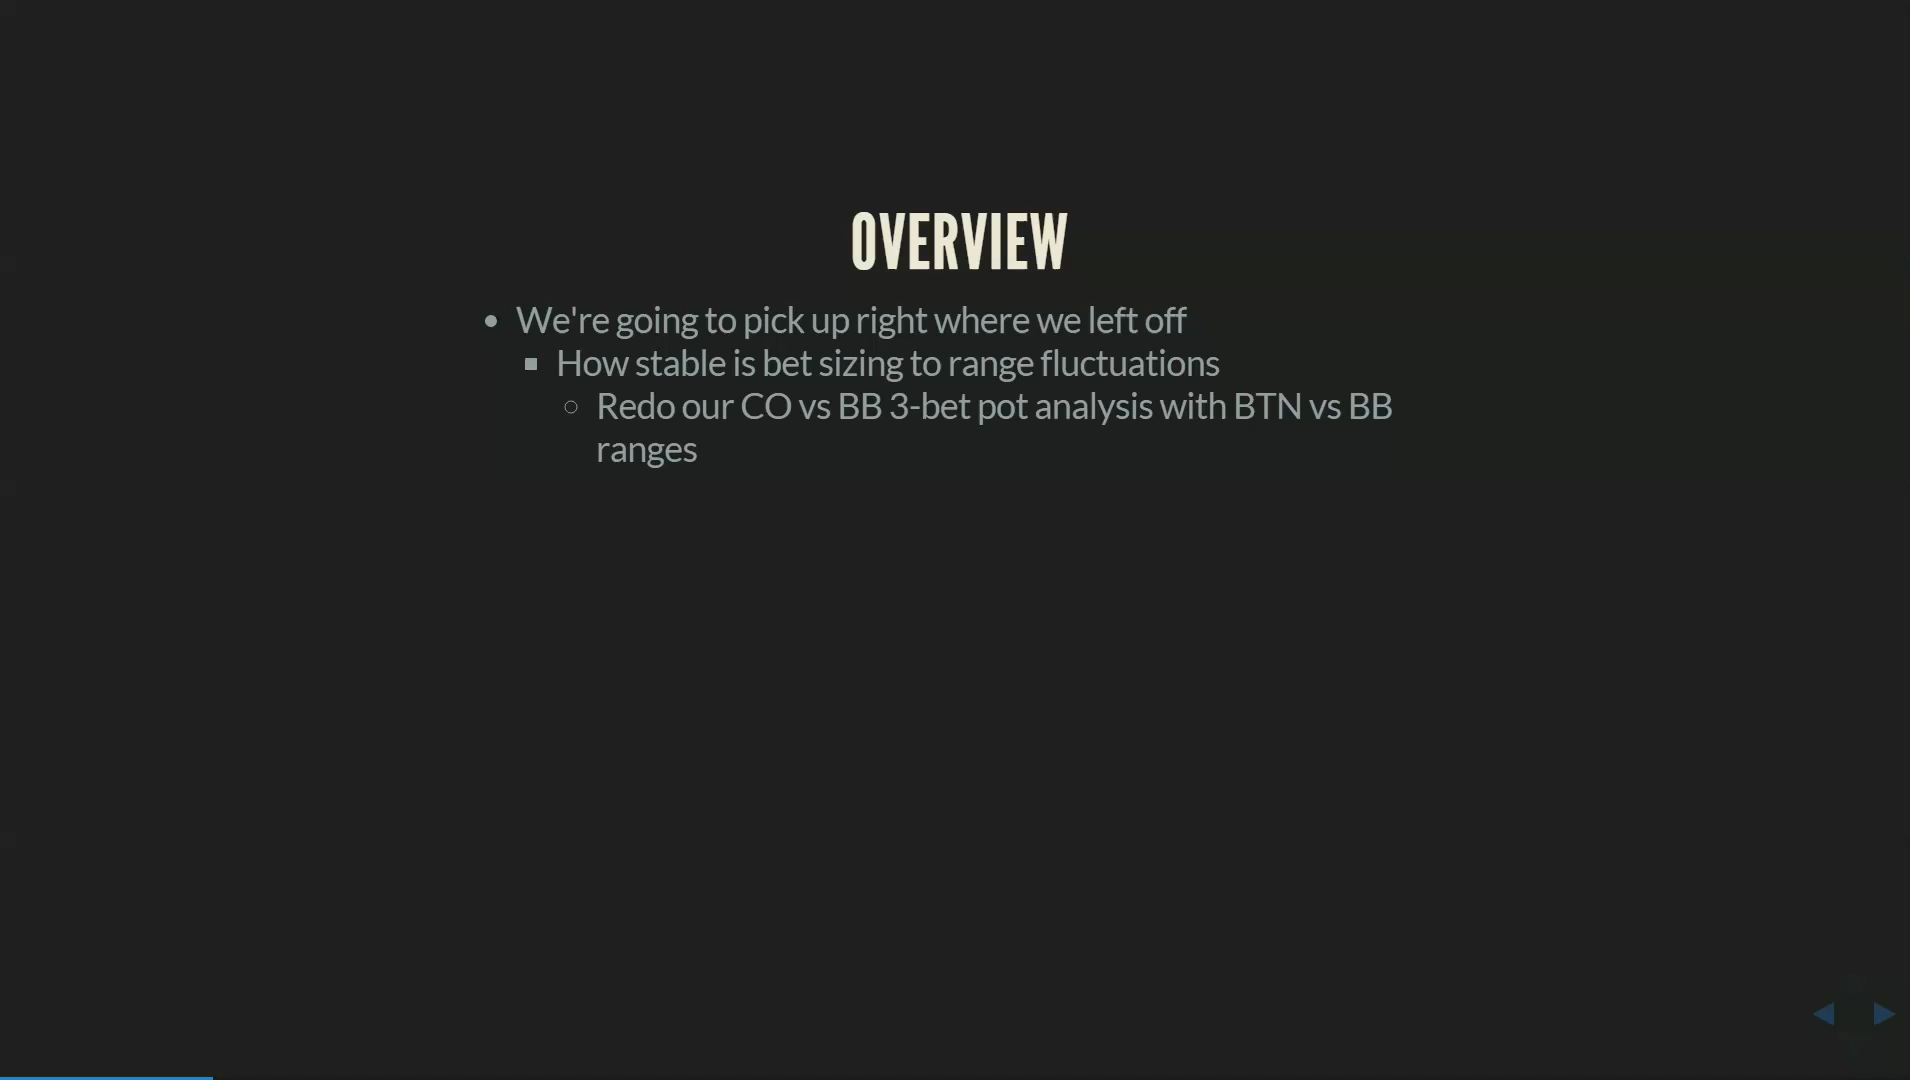 OVERVIEW
We're going to pick up right where we left off
How stable is bet sizing to range fluctuations
Redo our CO vs BB 3-bet pot analysis with BTN vs BB
ranges